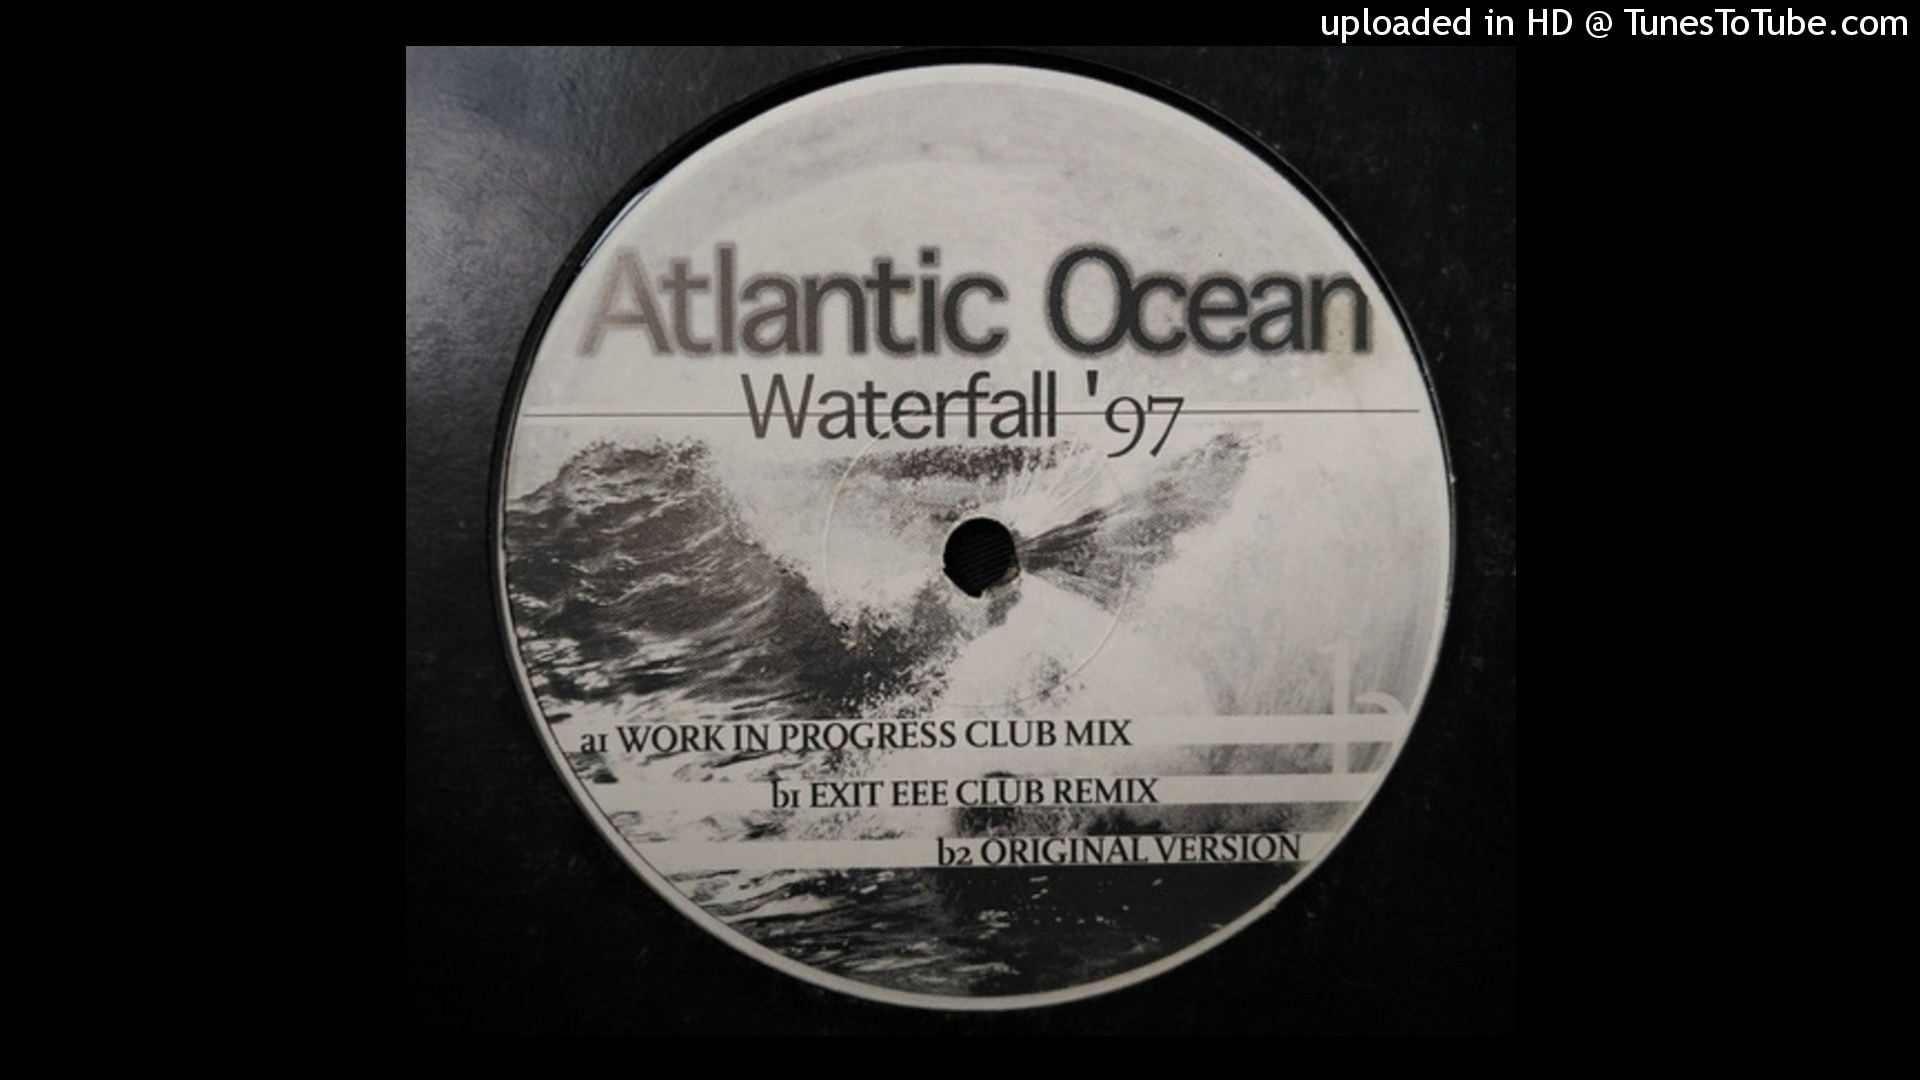 uploaded in HD @ TunesToTube.com
Atlantic Ocean
Waterfall '97
b
a1 WORK IN PROGRESS CLUB MIX
b1 EXIT EEE CLUB REMIX
b2 ORIGINAL VERSION